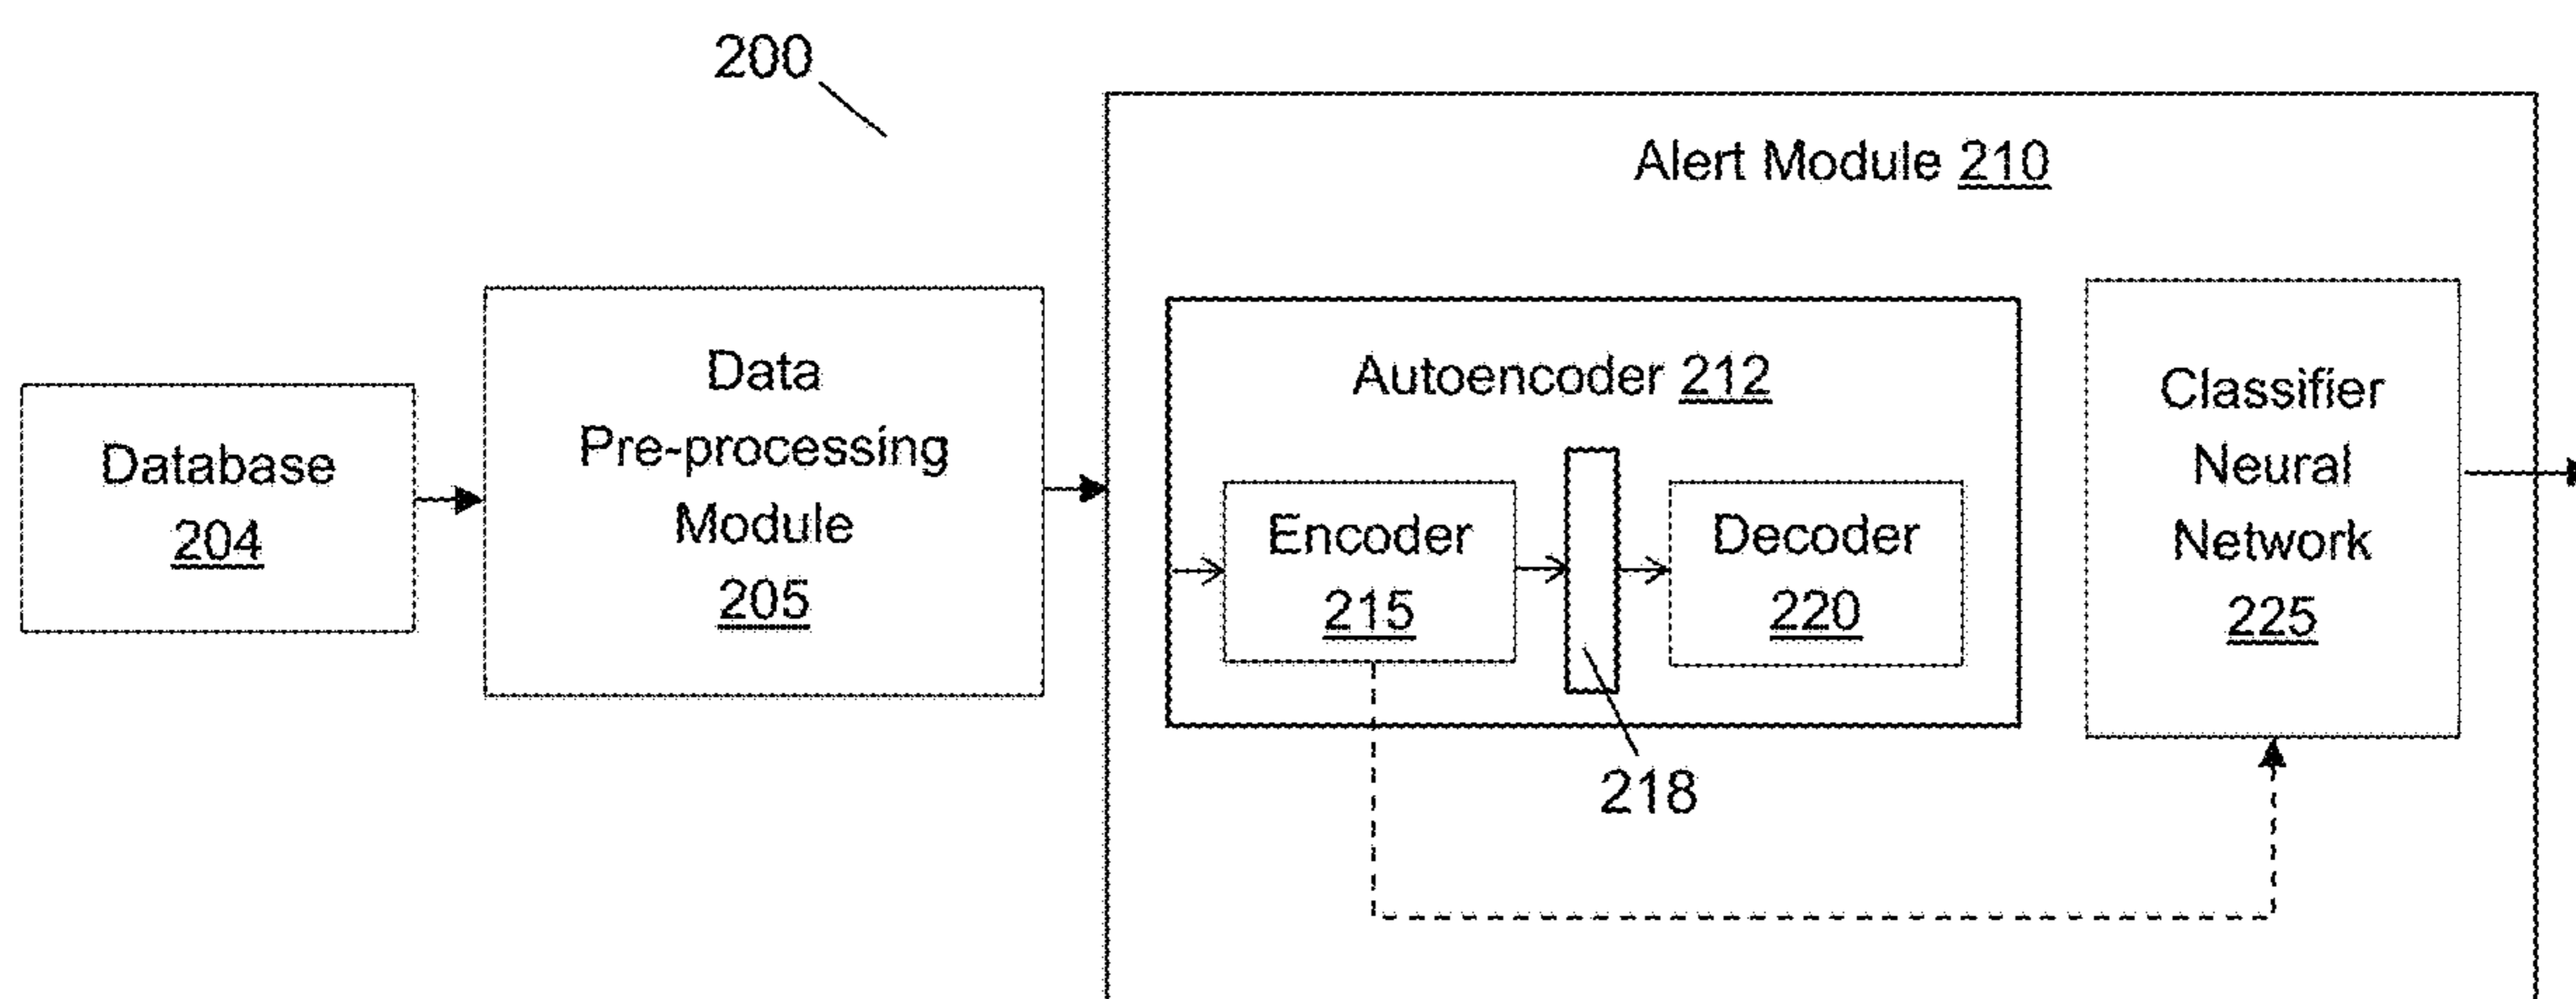 200
Alert Module 210
Database
204
Data
Pre-processing
Module
205
Autoencoder 212
Encoder
215
218
Decoder
220
Classifier
Neural
Network
225